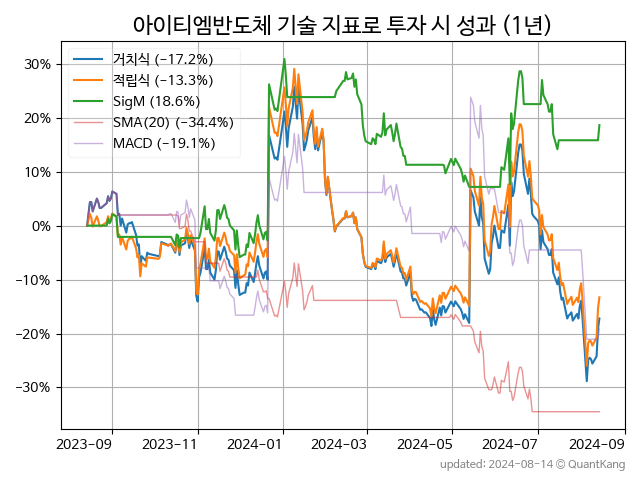 아이티엠반도체 기술 지표로 투자 시 성과 (1년)
거치식 (−17.2%)
적립식 (−13.3%)
SigM (18.6%)
SMA(20) (−34.4%)
MACD (−19.1%)
30%
20%
10%
0%
−10%
−20%
−30%
2023-09 2023-11 2024-01 2024-03 2024-05 2024-07 2024-09
updated: 2024-08-14 @ QuantKang